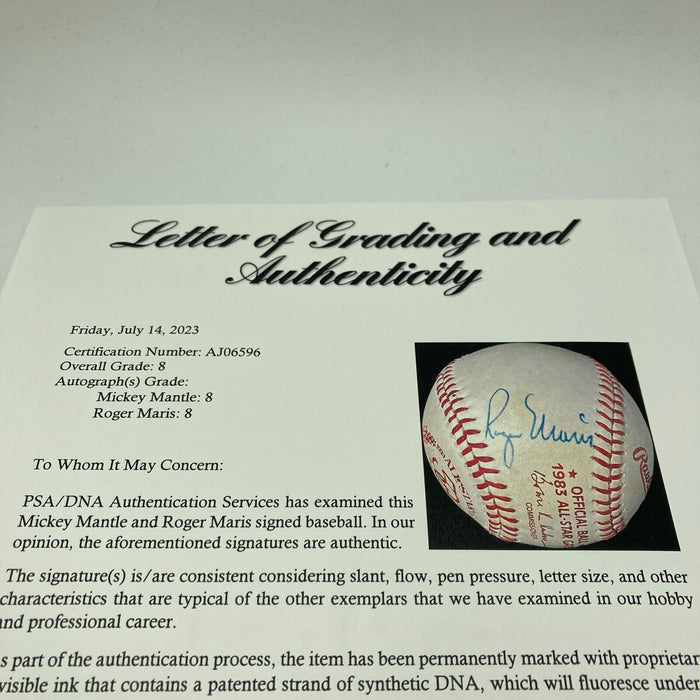 Letter of Grading and
Authenticity
Friday, July 14, 2023
Certification Number: AJ06596
Overall Grade: 8
Autograph(s) Grade:
Mickey Mantle: 8
Roger Maris: 8
To Whom It May Concern:
PSA/DNA Authentication Services has examined this
Mickey Mantle and Roger Maris signed baseball. In our
opinion, the aforementioned signatures are authentic.
Roger Maris
OFFICIAL BA
1983 ALL-STAR
COMMISSIONE
The signature(s) is/are consistent considering slant, flow, pen pressure, letter size, and other
characteristics that are typical of the other exemplars that we have examined in our hobby
nd professional career.
s part of the authentication process, the item has been permanently marked with proprietar
visible ink that contains a patented strand of synthetic DNA, which will fluoresce under